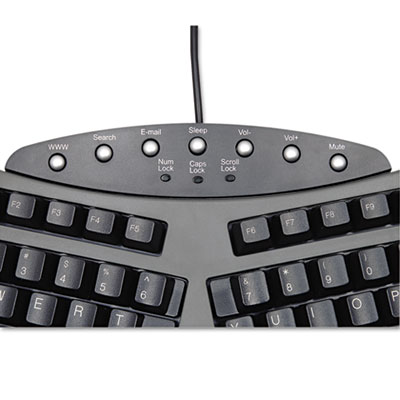 WWW Search E-mail Sleep Vol- Vol+ Mute
Num Lock Caps Lock Scroll Lock
F2 F3 F4 F5 F6 F7 F8 F9
# 3 $ 4 % 5 ^ 6 & 7 * 8 ( 9 ) 0
W E R T Y U I O